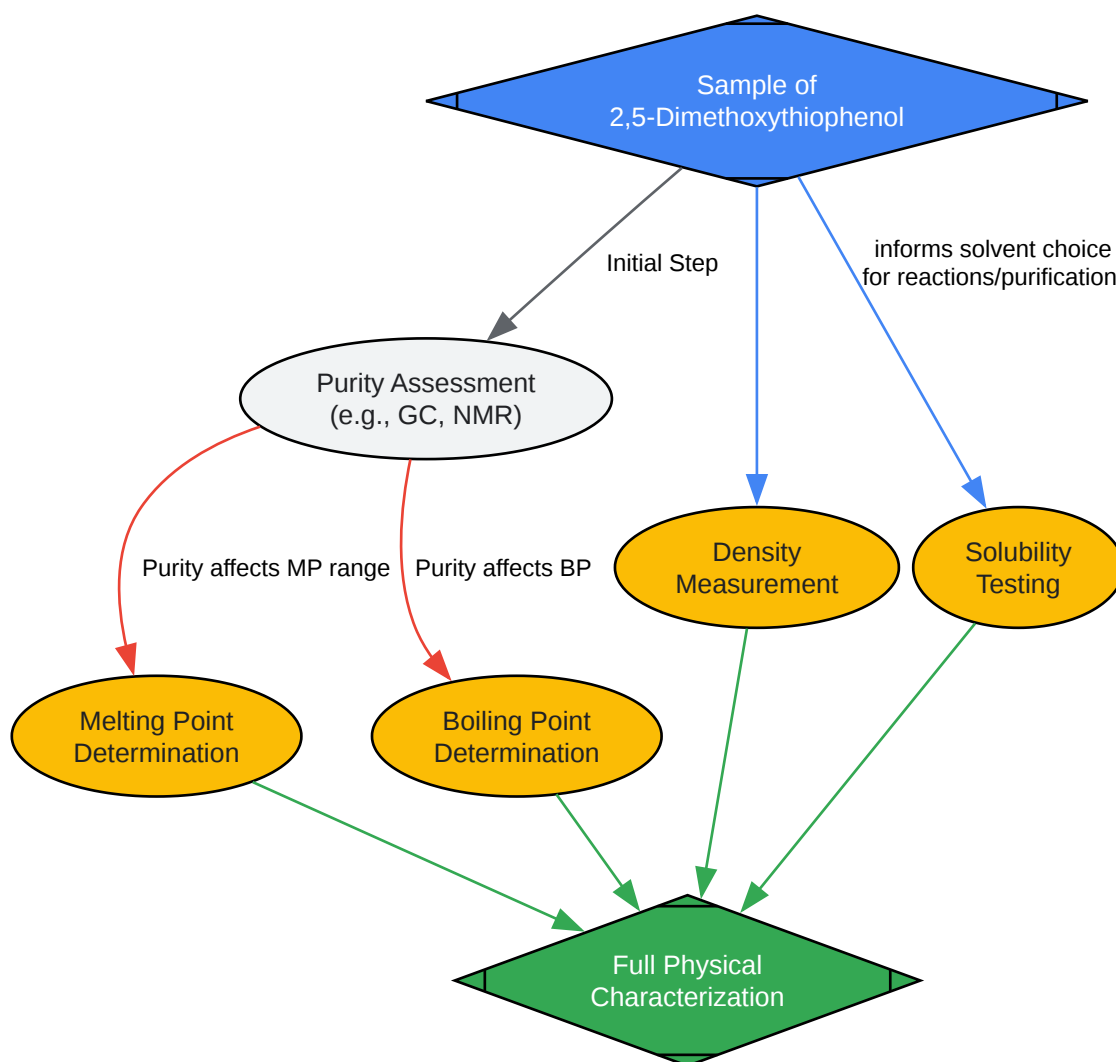 Sample of
2,5-Dimethoxythiophenol
Initial Step
informs solvent choice
for reactions/purification
Purity Assessment
(e.g., GC, NMR)
Purity affects MP range
Purity affects BP
Density
Measurement
Solubility
Testing
Melting Point
Determination
Boiling Point
Determination
Full Physical
Characterization